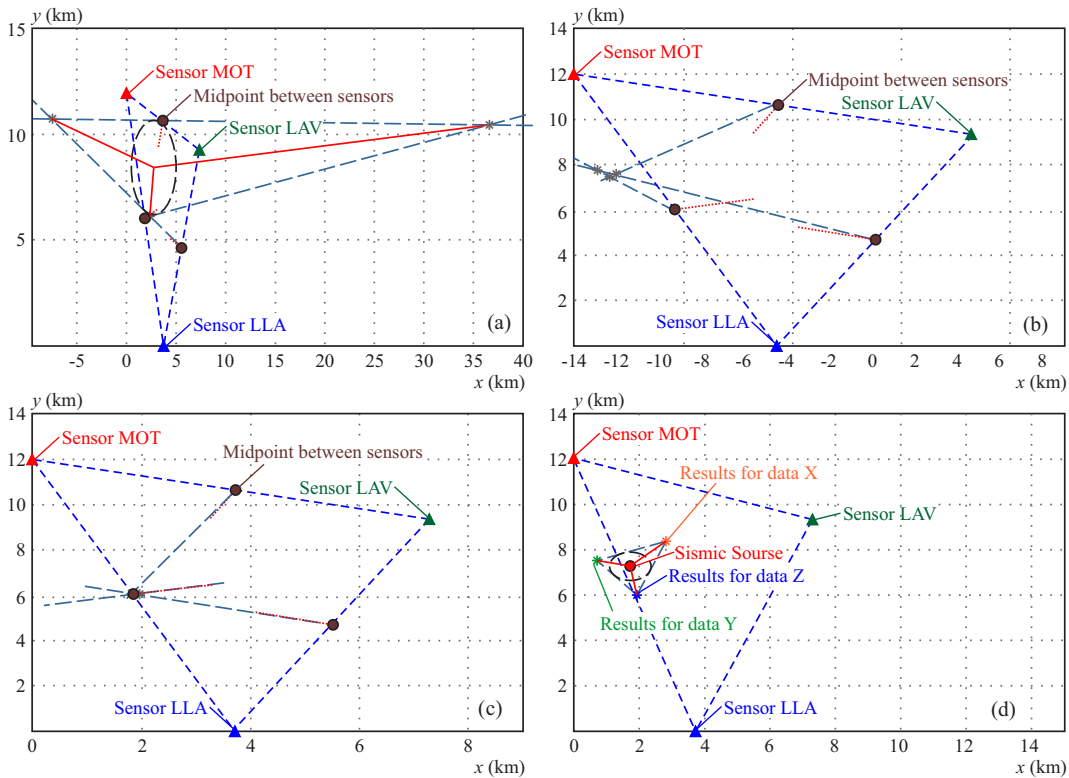 y (km)
15
10
5
-5
0
5
10
15
20
25
30
35
40
x (km)
Sensor MOT
Midpoint between sensors
Sensor LAV
Sensor LLA
(a)
y (km)
14
12
10
8
6
4
2
-14
-10
-6
-4
0
4
6
8
x (km)
Sensor MOT
Midpoint between sensors
Sensor LAV
Sensor LLA
(b)
y (km)
14
12
10
8
6
4
2
0
2
4
6
8
x (km)
Sensor MOT
Midpoint between sensors
Sensor LAV
Sensor LLA
(c)
y (km)
14
12
10
8
6
4
2
0
2
4
6
8
10
12
14
x (km)
Sensor MOT
Results for data X
Sensor LAV
Sismic Sourse
Results for data Z
Results for data Y
Sensor LLA
(d)